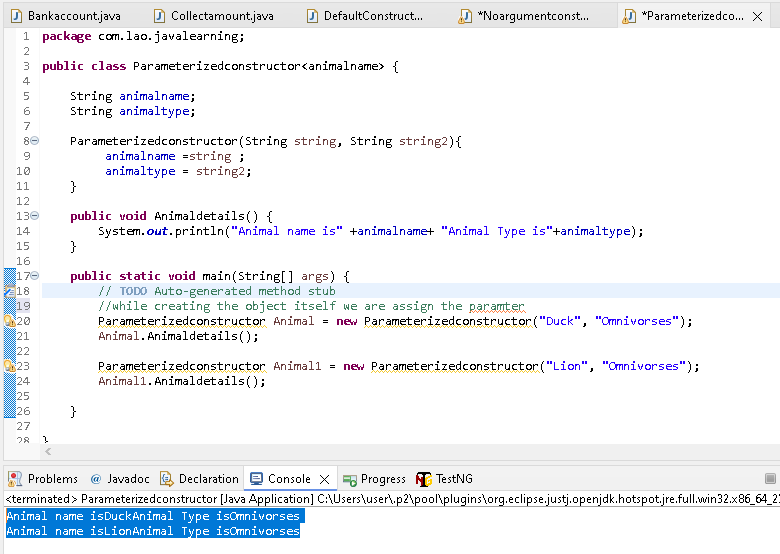 Bankaccount.java Collectamount.java DefaultConstruct... *Noargumentconst... *Parameterizedco...
1 package com.lao.javalearning;
2
3 public class Parameterizedconstructor<animalname> {
4
5 String animalname;
6 String animaltype;
7
8 Parameterizedconstructor(String string, String string2){
9 animalname =string ;
10 animaltype = string2;
11 }
12
13 public void Animaldetails() {
14 System.out.println("Animal name is" +animalname+ "Animal Type is"+animaltype);
15 }
16
17 public static void main(String[] args) {
18 // TODO Auto-generated method stub
19 //while creating the object itself we are assign the paramter
20 Parameterizedconstructor Animal = new Parameterizedconstructor("Duck", "Omnivorses");
21 Animal.Animaldetails();
22
23 Parameterizedconstructor Animal1 = new Parameterizedconstructor("Lion", "Omnivorses");
24 Animal1.Animaldetails();
25
26 }
27
28 }
Problems @ Javadoc Declaration Console Progress TestNG
<terminated> Parameterizedconstructor [Java Application] C:\Users\user\.p2\pool\plugins\org.eclipse.justj.openjdk.hotspot.jre.full.win32.x86_64_2
Animal name isDuckAnimal Type isOmnivorses
Animal name isLionAnimal Type isOmnivorses